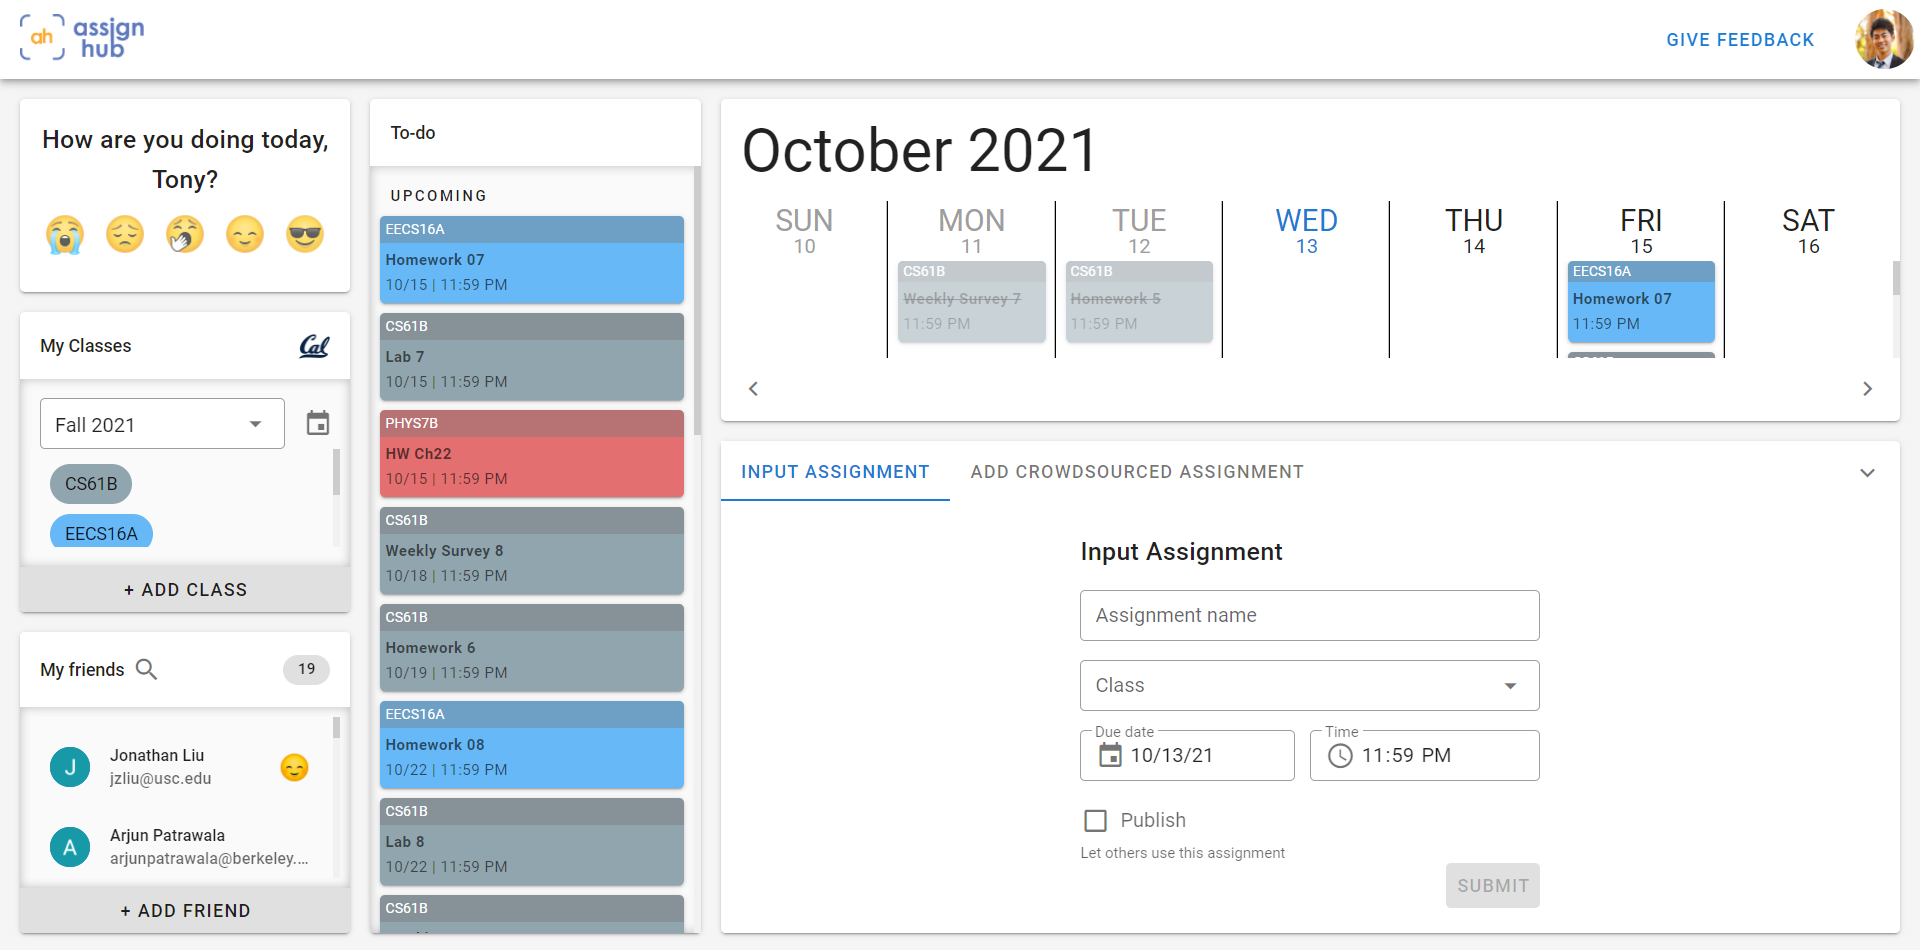 ah
assign
hub
GIVE FEEDBACK
How are you doing today,
Tony?
My Classes
Cal
Fall 2021
CS61B
EECS16A
+ ADD CLASS
My friends
19
J
Jonathan Liu
jzliu@usc.edu
A
Arjun Patrawala
arjunpatrawala@berkeley....
+ ADD FRIEND
To-do
UPCOMING
EECS16A
Homework 07
10/15 | 11:59 PM
CS61B
Lab 7
10/15 | 11:59 PM
PHYS7B
HW Ch22
10/15 | 11:59 PM
CS61B
Weekly Survey 8
10/18 | 11:59 PM
CS61B
Homework 6
10/19 | 11:59 PM
EECS16A
Homework 08
10/22 | 11:59 PM
CS61B
Lab 8
10/22 | 11:59 PM
CS61B
October 2021
SUN
10
MON
11
CS61B
Weekly Survey 7
11:59 PM
TUE
12
CS61B
Homework 5
11:59 PM
WED
13
THU
14
FRI
15
EECS16A
Homework 07
11:59 PM
SAT
16
INPUT ASSIGNMENT
ADD CROWDSOURCED ASSIGNMENT
Input Assignment
Assignment name
Class
Due date
10/13/21
Time
11:59 PM
Publish
Let others use this assignment
SUBMIT